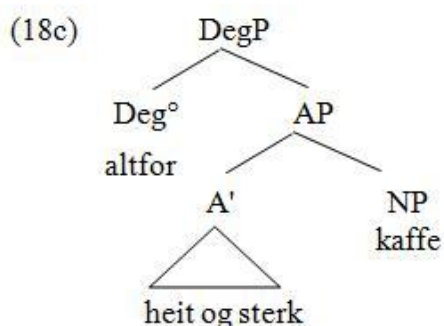 (18c) DegP
Deg° AP
altfor
A' NP
kaffe
heit og sterk